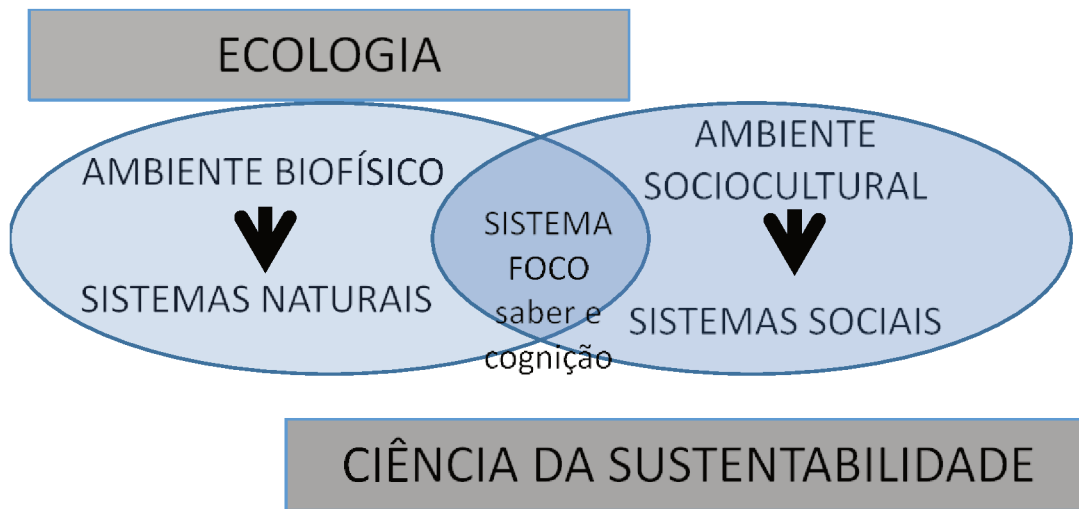 ECOLOGIA
AMBIENTE BIOFÍSICO
SISTEMAS NATURAIS
SISTEMA
FOCO
saber e
cognição
AMBIENTE
SOCIOCULTURAL
SISTEMAS SOCIAIS
CIÊNCIA DA SUSTENTABILIDADE